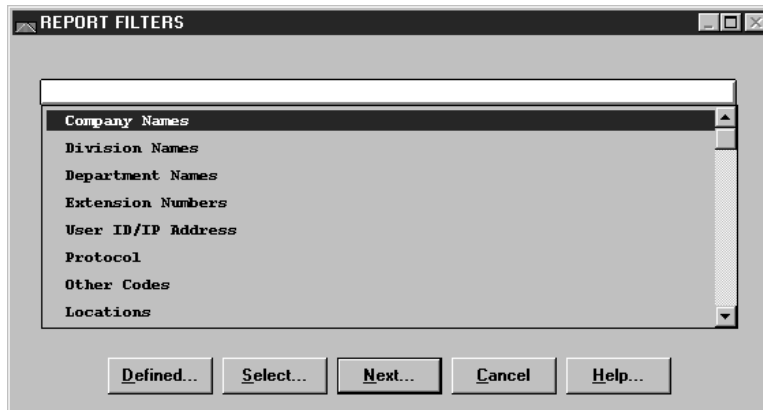 REPORT FILTERS
Company Names
Division Names
Department Names
Extension Numbers
User ID/IP Address
Protocol
Other Codes
Locations
Defined... Select... Next... Cancel Help...